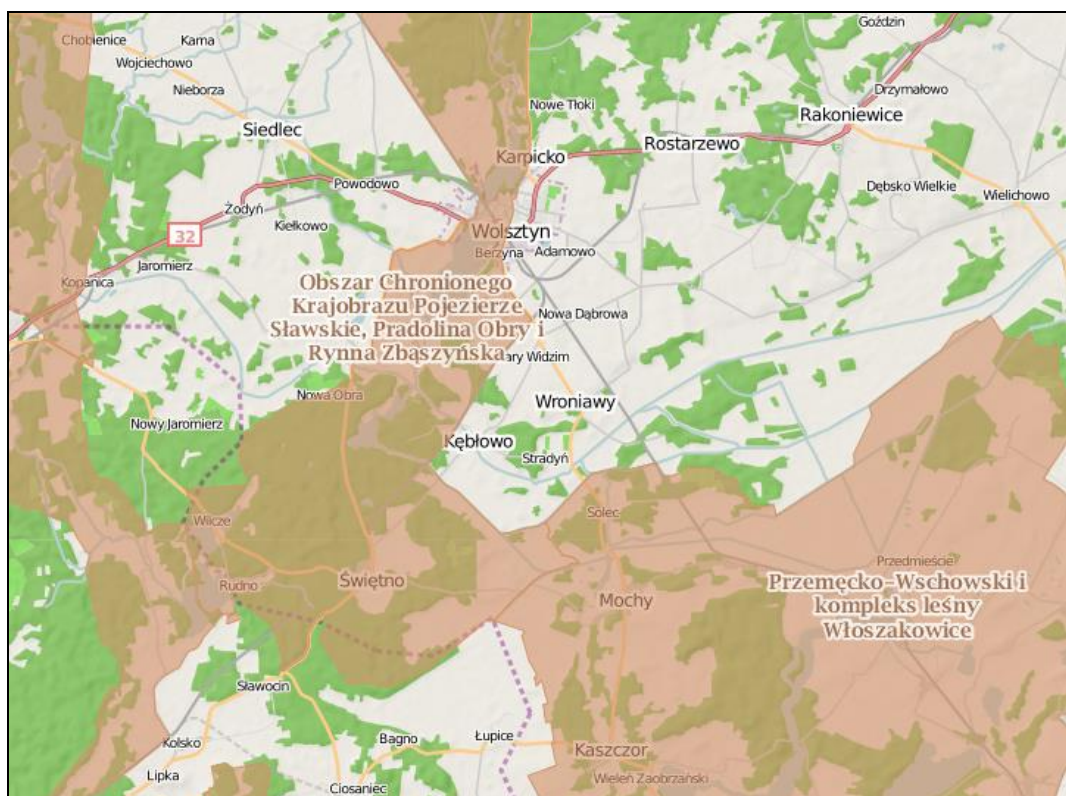 Goździn
Chobienice
Karna
Wojciechowo
Nieborza
Drzymałowo
Nowe Tłoki
Rakoniewice
Siedlec
Rostarzewo
Karpicko
Powodowo
Dębsko Wielkie
Wielichowo
Żodyń
Kiełkowo
32
Wolsztyn
Berzyna
Adamowo
Jaromierz
Kopanica
Obszar Chronionego
Krajobrazu Pojezierze
Sławskie, Pradolina Obry i
Rynna Zbąszyńska
Nowa Dąbrowa
ary Widzim
Nowa Obra
Wroniawy
Nowy Jaromierz
Kębłowo
Stradyń
Solec
Wilcze
Przedmieście
Rudno
Świętno
Mochy
Przemęcko-Wschowski i
kompleks leśny
Włoszakowice
Sławocin
Kolsko
Bagno
Łupice
Kaszczor
Lipka
Ciosaniec
Wieleń Zaobrzański